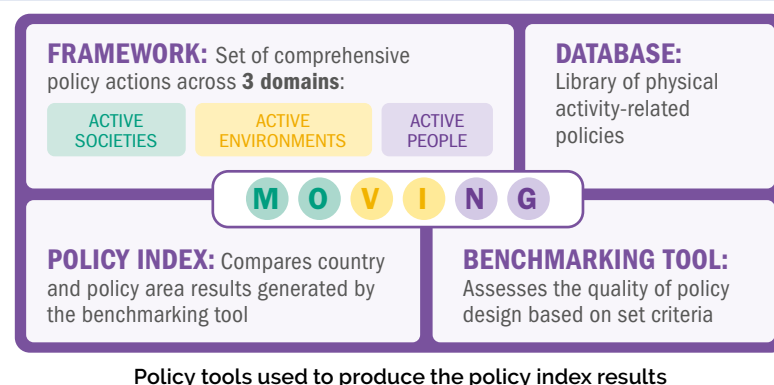 FRAMEWORK: Set of comprehensive
policy actions across 3 domains:
ACTIVE
SOCIETIES
ACTIVE
ENVIRONMENTS
ACTIVE
PEOPLE
DATABASE:
Library of physical
activity-related
policies
MOVING
POLICY INDEX: Compares country
and policy area results generated by
the benchmarking tool
BENCHMARKING TOOL:
Assesses the quality of policy
design based on set criteria
Policy tools used to produce the policy index results